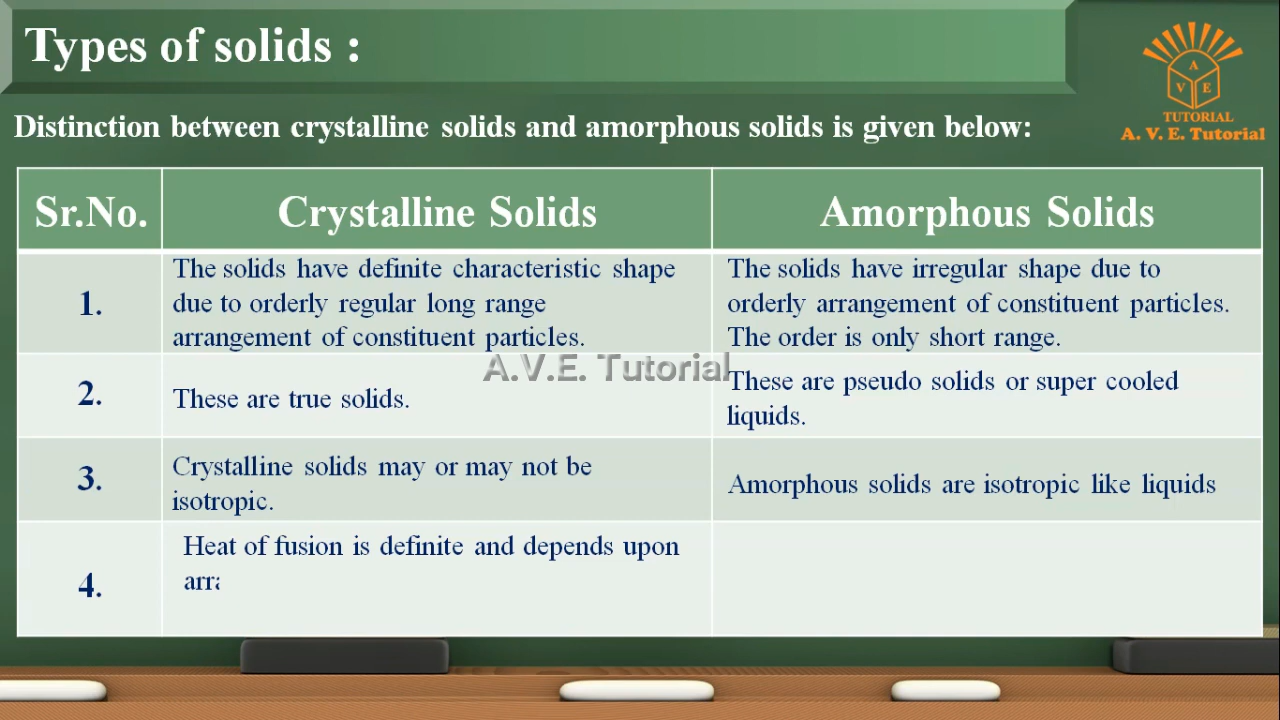 Types of solids :
A
V E
TUTORIAL
A. V. E. Tutorial
Distinction between crystalline solids and amorphous solids is given below:
Sr.No. Crystalline Solids Amorphous Solids
1.
The solids have definite characteristic shape
due to orderly regular long range
arrangement of constituent particles.
The solids have irregular shape due to
orderly arrangement of constituent particles.
The order is only short range.
A.V.E. Tutorial
2.
These are true solids.
These are pseudo solids or super cooled
liquids.
3.
Crystalline solids may or may not be
isotropic.
Amorphous solids are isotropic like liquids
4.
Heat of fusion is definite and depends upon